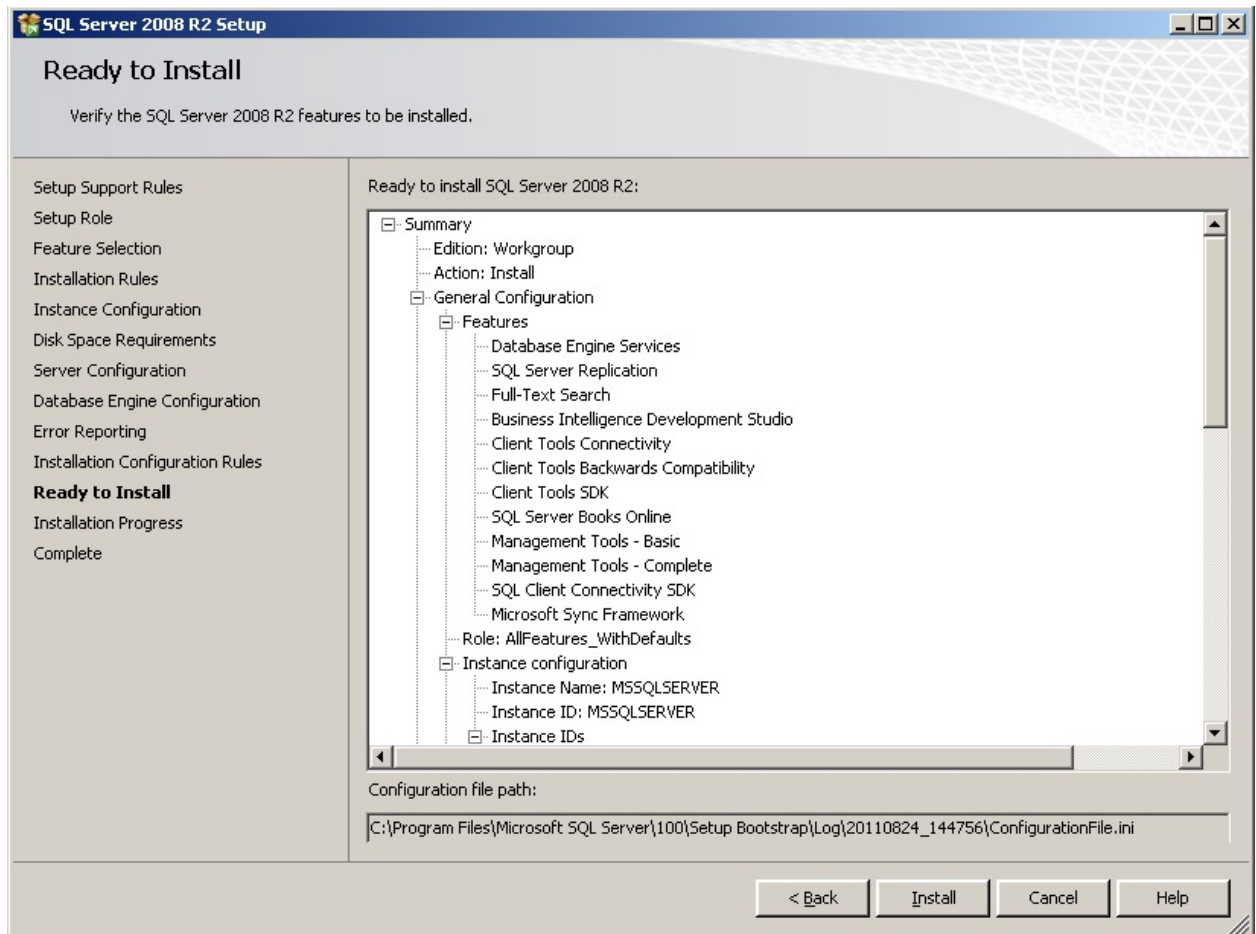 SQL Server 2008 R2 Setup
Ready to Install
Verify the SQL Server 2008 R2 features to be installed.
Setup Support Rules
Setup Role
Feature Selection
Installation Rules
Instance Configuration
Disk Space Requirements
Server Configuration
Database Engine Configuration
Error Reporting
Installation Configuration Rules
Ready to Install
Installation Progress
Complete
Ready to install SQL Server 2008 R2:
Summary
Edition: Workgroup
Action: Install
General Configuration
Features
Database Engine Services
SQL Server Replication
Full-Text Search
Business Intelligence Development Studio
Client Tools Connectivity
Client Tools Backwards Compatibility
Client Tools SDK
SQL Server Books Online
Management Tools - Basic
Management Tools - Complete
SQL Client Connectivity SDK
Microsoft Sync Framework
Role: AllFeatures_WithDefaults
Instance configuration
Instance Name: MSSQLSERVER
Instance ID: MSSQLSERVER
Instance IDs
Configuration file path:
C:\Program Files\Microsoft SQL Server\100\Setup Bootstrap\Log\20110824_144756\ConfigurationFile.ini
< Back Install Cancel Help